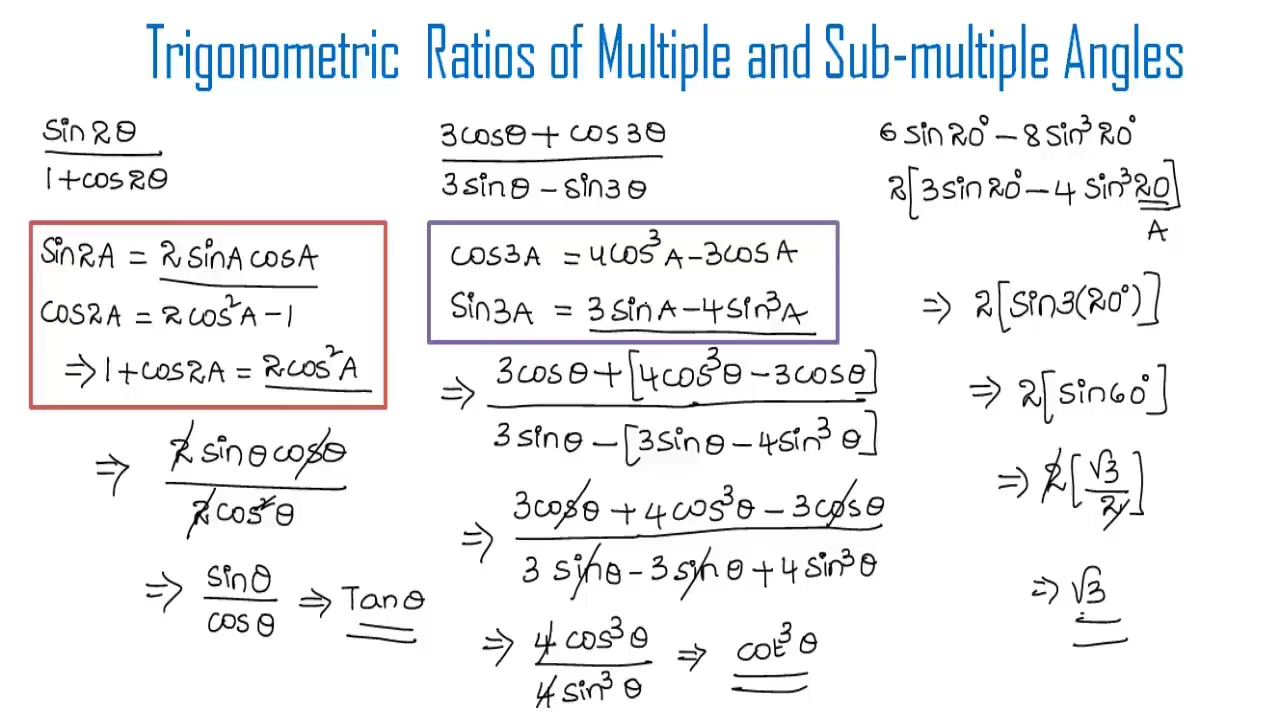 Trigonometric Ratios of Multiple and Sub-multiple Angles
sin2θ
1+cos2θ
Sin2A = 2sinAcosA
cos2A = 2cos²A-1
⇒ 1+cos2A = 2cos²A
⇒ 2sinθcosθ
2cos²θ
⇒ sinθ
cosθ
⇒ Tanθ
3cosθ + cos3θ
3sinθ - sin3θ
cos3A = 4cos³A-3cosA
Sin3A = 3sinA-4sin³A
⇒ 3cosθ+[4cos³θ-3cosθ]
3sinθ-[3sinθ-4sin³θ]
⇒ 3cosθ+4cos³θ-3cosθ
3sinθ-3sinθ+4sin³θ
⇒ 4cos³θ
4sin³θ
⇒ cot³θ
6sin20°-8sin³20°
2[3sin20°-4sin³20]
A
⇒ 2[sin3(20°)]
⇒ 2[sin60°]
⇒ 2[√3
2]
⇒ √3